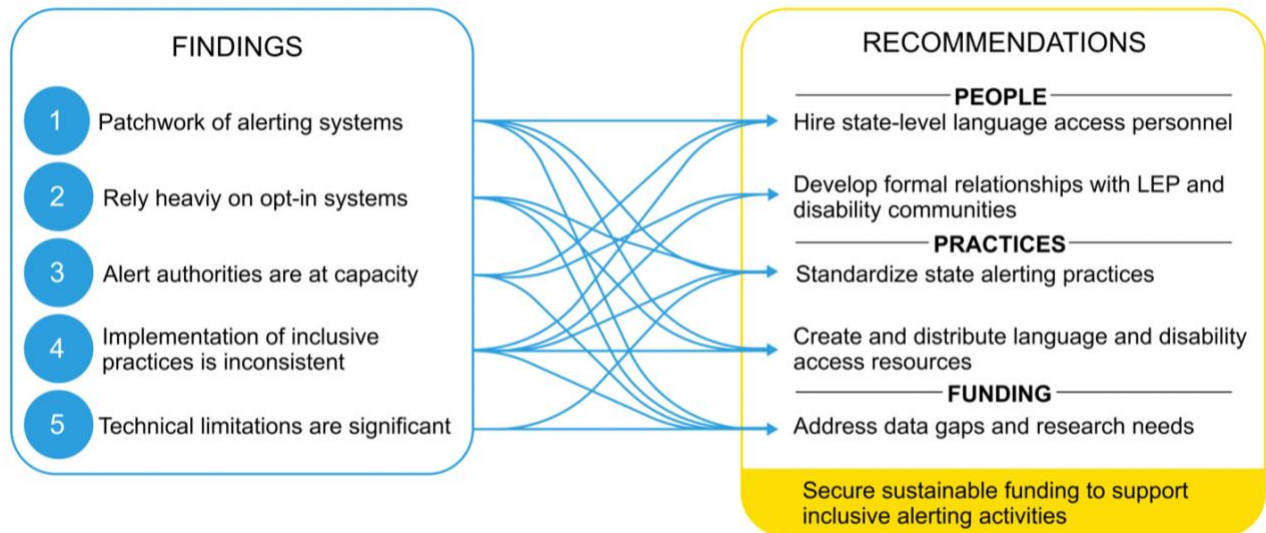 FINDINGS
1
Patchwork of alerting systems
2
Rely heaviy on opt-in systems
3
Alert authorities are at capacity
4
Implementation of inclusive
practices is inconsistent
5
Technical limitations are significant
RECOMMENDATIONS
PEOPLE
Hire state-level language access personnel
Develop formal relationships with LEP and
disability communities
PRACTICES
Standardize state alerting practices
Create and distribute language and disability
access resources
FUNDING
Address data gaps and research needs
Secure sustainable funding to support
inclusive alerting activities